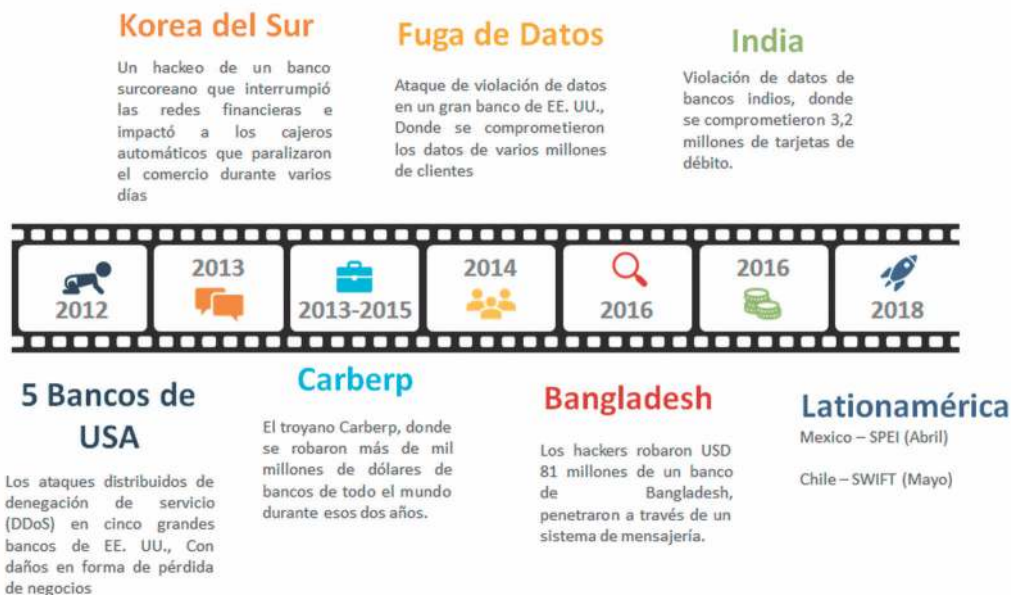 Korea del Sur
Un hackeo de un banco
surcoreano que interrumpió
las redes financieras e
impactó a los cajeros
automáticos que paralizaron
el comercio durante varios
días
Fuga de Datos
Ataque de violación de datos
en un gran banco de EE. UU.,
Donde se comprometieron
los datos de varios millones
de clientes
India
Violación de datos de
bancos indios, donde
se comprometieron 3,2
millones de tarjetas de
débito.
2012
2013
2013-2015
2014
2016
2016
2018
5 Bancos de
USA
Los ataques distribuidos de
denegación de servicio
(DDoS) en cinco grandes
bancos de EE. UU., Con
daños en forma de pérdida
de negocios
Carberp
El troyano Carberp, donde
se robaron más de mil
millones de dólares de
bancos de todo el mundo
durante esos dos años.
Bangladesh
Los hackers robaron USD
81 millones de un banco
de Bangladesh,
penetraron a través de un
sistema de mensajería.
Lationamérica
Mexico – SPEI (Abril)
Chile – SWIFT (Mayo)